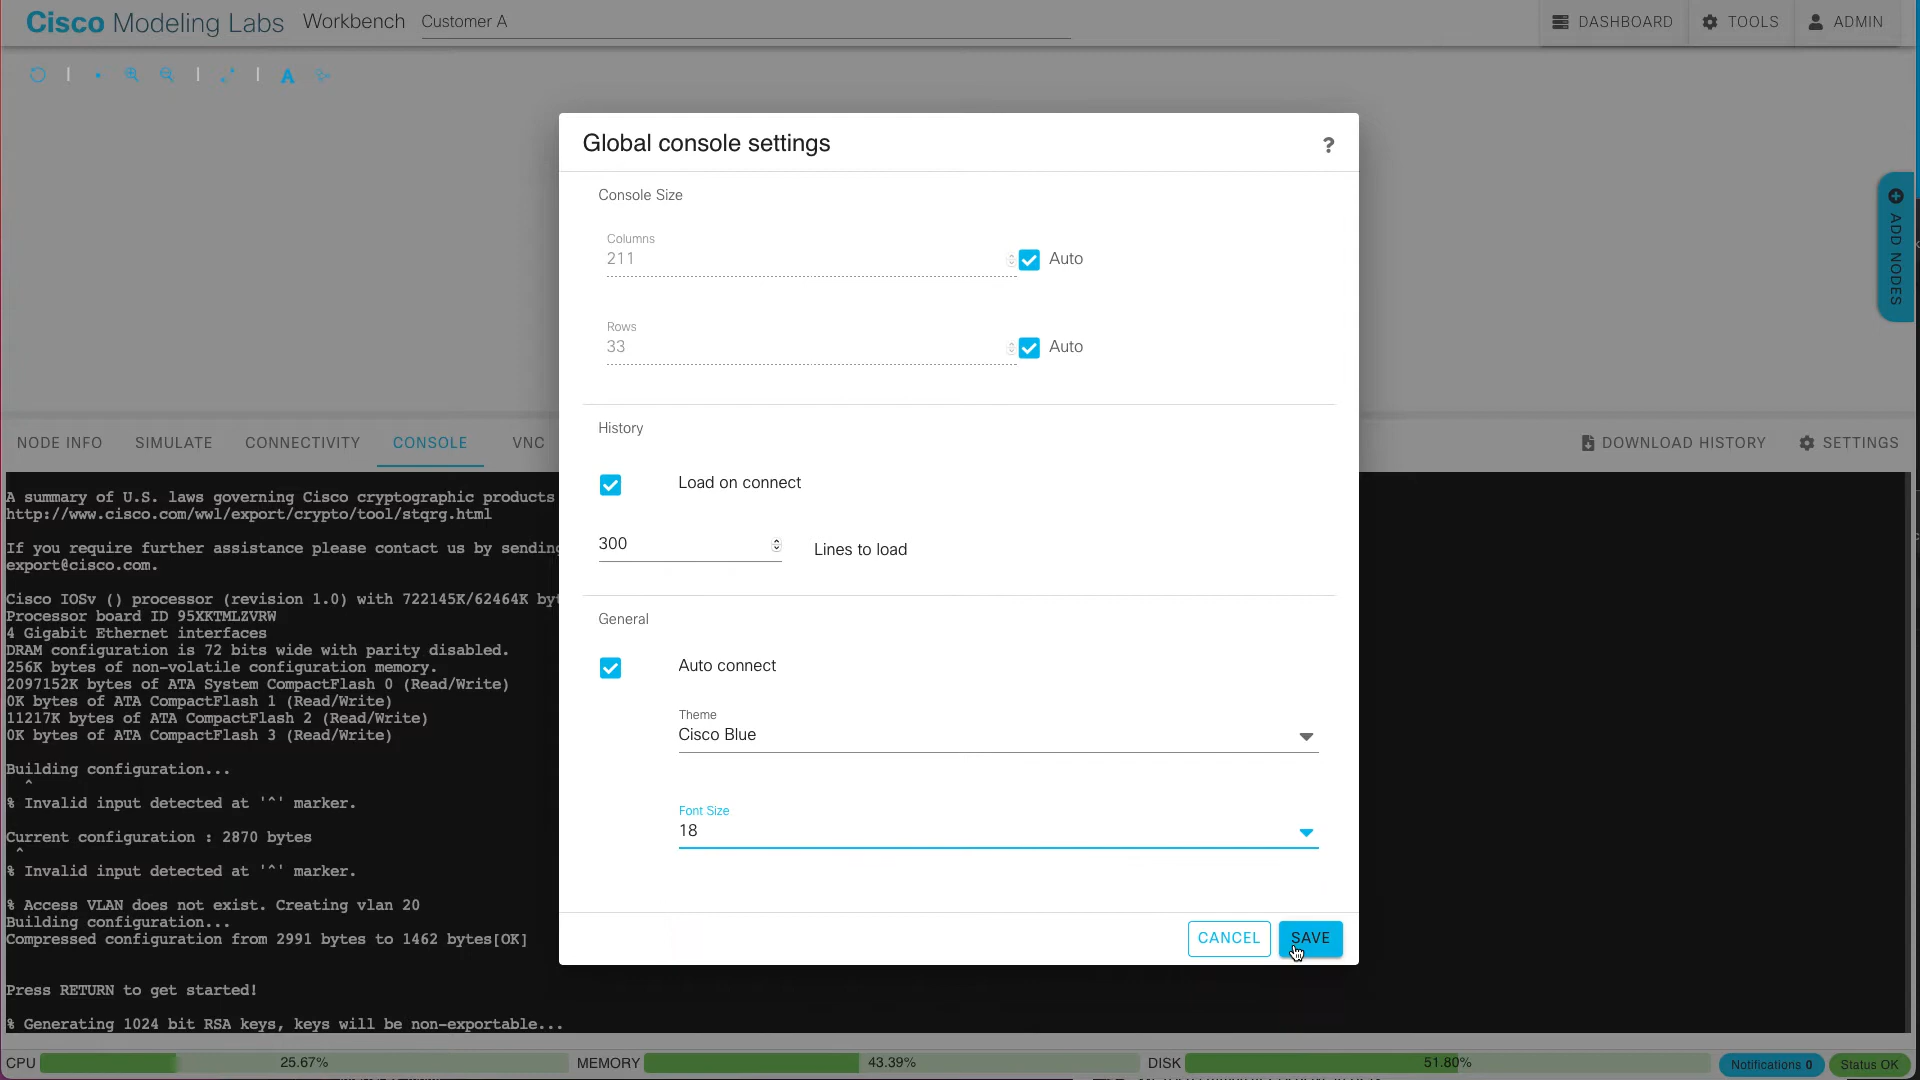 Cisco Modeling Labs Workbench Customer A
DASHBOARD TOOLS ADMIN
A
Global console settings ?
Console Size
Columns
211 Auto
Rows
33 Auto
ADD NODES
History
Load on connect
300 Lines to load
General
Auto connect
Theme
Cisco Blue
Font Size
18
CANCEL SAVE
NODE INFO SIMULATE CONNECTIVITY CONSOLE VNC DOWNLOAD HISTORY SETTINGS
A summary of U.S. laws governing Cisco cryptographic products
http://www.cisco.com/wwl/export/crypto/tool/stqrg.html
If you require further assistance please contact us by sending
export@cisco.com.
Cisco IOSv () processor (revision 1.0) with 722145K/62464K byt
Processor board ID 95XKTMLZVRW
4 Gigabit Ethernet interfaces
DRAM configuration is 72 bits wide with parity disabled.
256K bytes of non-volatile configuration memory.
2097152K bytes of ATA System CompactFlash 0 (Read/Write)
0K bytes of ATA CompactFlash 1 (Read/Write)
11217K bytes of ATA CompactFlash 2 (Read/Write)
0K bytes of ATA CompactFlash 3 (Read/Write)
Building configuration...
^
% Invalid input detected at '^' marker.
Current configuration : 2870 bytes
^
% Invalid input detected at '^' marker.
% Access VLAN does not exist. Creating vlan 20
Building configuration...
Compressed configuration from 2991 bytes to 1462 bytes[OK]
Press RETURN to get started!
% Generating 1024 bit RSA keys, keys will be non-exportable...
CPU 25.67% MEMORY 43.39% DISK 51.80% Notifications 0 Status OK